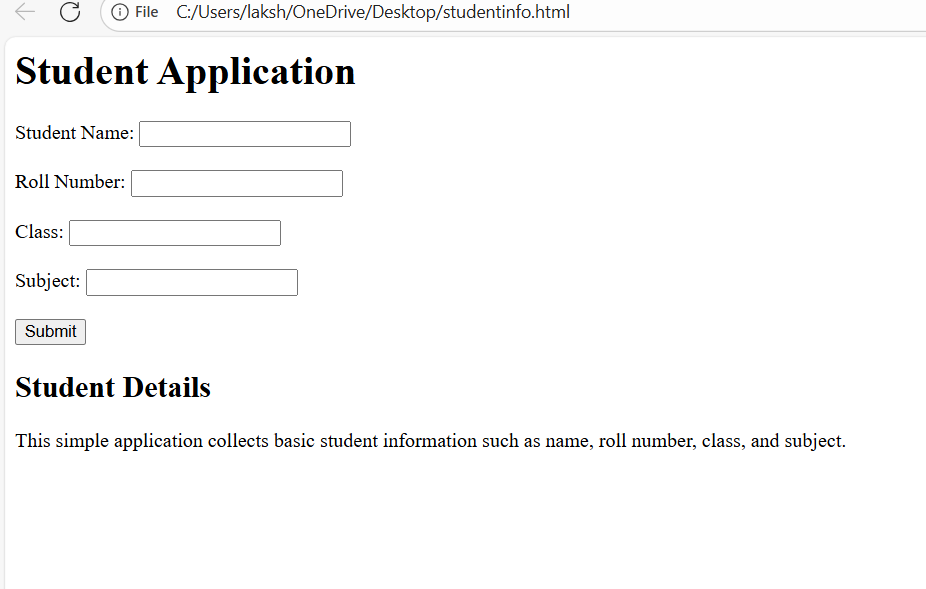 File C:/Users/laksh/OneDrive/Desktop/studentinfo.html
Student Application
Student Name:
Roll Number:
Class:
Subject:
Submit
Student Details
This simple application collects basic student information such as name, roll number, class, and subject.